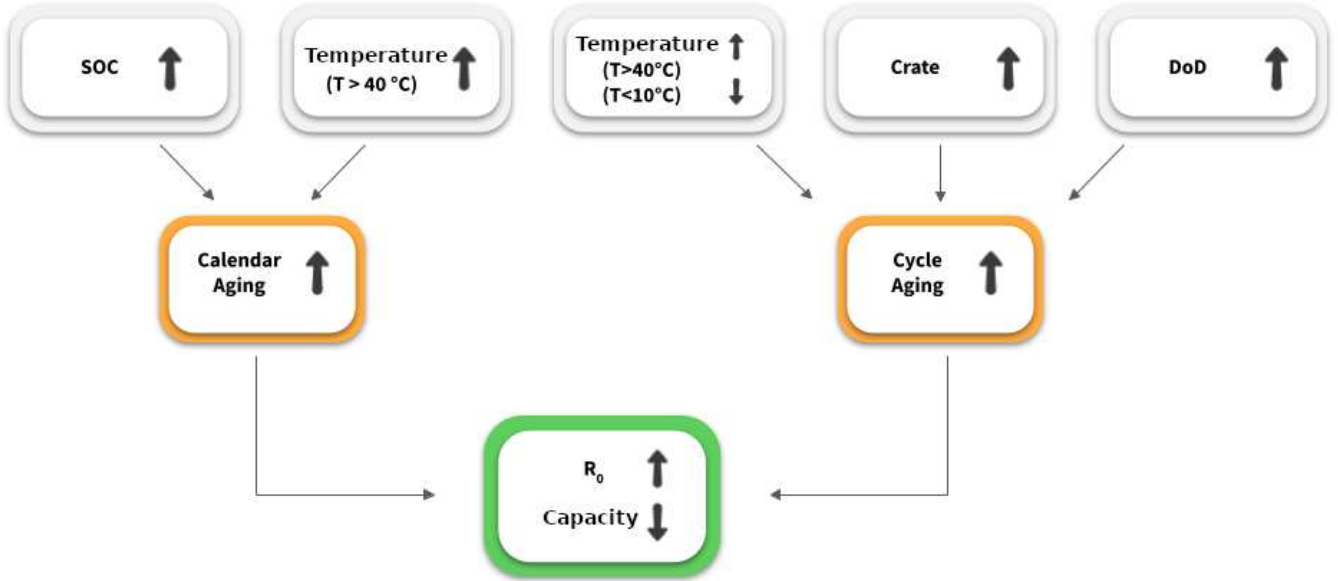 SOC
Temperature
(T > 40 °C)
Temperature
(T>40°C)
(T<10°C)
Crate
DoD
Calendar
Aging
Cycle
Aging
R0
Capacity